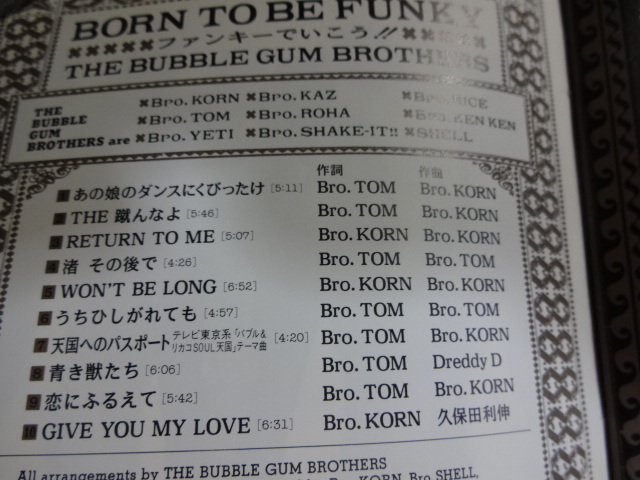 BORN TO BE FUNKY
✖✖✖✖✖ファンキーでいこう!!✖✖✖✖✖
THE BUBBLE GUM BROTHERS
THE BUBBLE GUM BROTHERS are
✖Bro. KORN ✖Bro. KAZ
✖Bro. TOM ✖Bro. ROHA ✖Bro. KEN KEN
✖Bro. YETI ✖Bro. SHAKE-IT!! ✖SHELL
作詞 作曲
1 あの娘のダンスにくびったけ [5:11] Bro. TOM Bro. KORN
2 THE 蹴んなよ [5:46] Bro. TOM Bro. KORN
3 RETURN TO ME [5:07] Bro. KORN Bro. KORN
4 渚 その後で [4:26] Bro. TOM Bro. TOM
5 WON'T BE LONG [6:52] Bro. KORN Bro. KORN
6 うちひしがれても [4:57] Bro. TOM Bro. TOM
7 天国へのパスポート テレビ東京系「バブル&リカコSOUL天国」テーマ曲 [4:20] Bro. TOM Bro. KORN
8 青き獣たち [6:06] Bro. TOM Dreddy D
9 恋にふるえて [5:42] Bro. TOM Bro. KORN
10 GIVE YOU MY LOVE [6:31] Bro. KORN 久保田利伸
All arrangements by THE BUBBLE GUM BROTHERS
Bro. KORN, Bro. SHELL,